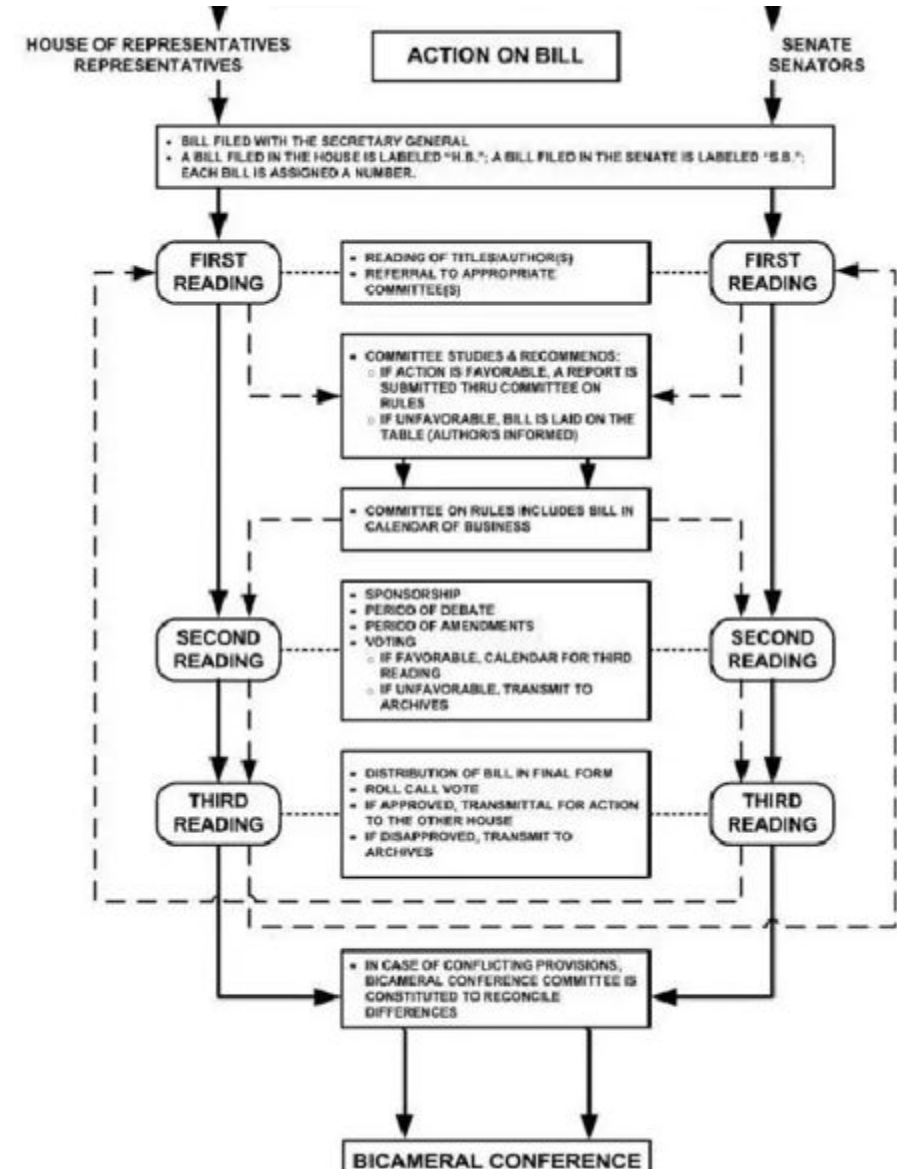 HOUSE OF REPRESENTATIVES
REPRESENTATIVES
ACTION ON BILL
SENATE
SENATORS
• BILL FILED WITH THE SECRETARY GENERAL
• A BILL FILED IN THE HOUSE IS LABELED "H.B."; A BILL FILED IN THE SENATE IS LABELED "S.B.";
EACH BILL IS ASSIGNED A NUMBER.
FIRST
READING
• READING OF TITLES/AUTHOR(S)
• REFERRAL TO APPROPRIATE
COMMITTEE(S)
FIRST
READING
• COMMITTEE STUDIES & RECOMMENDS:
○ IF ACTION IS FAVORABLE, A REPORT IS
SUBMITTED THRU COMMITTEE ON
RULES
○ IF UNFAVORABLE, BILL IS LAID ON THE
TABLE (AUTHOR/S INFORMED)
• COMMITTEE ON RULES INCLUDES BILL IN
CALENDAR OF BUSINESS
SECOND
READING
• SPONSORSHIP
• PERIOD OF DEBATE
• PERIOD OF AMENDMENTS
• VOTING
○ IF FAVORABLE, CALENDAR FOR THIRD
READING
○ IF UNFAVORABLE, TRANSMIT TO
ARCHIVES
SECOND
READING
THIRD
READING
• DISTRIBUTION OF BILL IN FINAL FORM
• ROLL CALL VOTE
• IF APPROVED, TRANSMITTAL FOR ACTION
TO THE OTHER HOUSE
• IF DISAPPROVED, TRANSMIT TO
ARCHIVES
THIRD
READING
• IN CASE OF CONFLICTING PROVISIONS,
BICAMERAL CONFERENCE COMMITTEE IS
CONSTITUTED TO RECONCILE
DIFFERENCES
BICAMERAL CONFERENCE